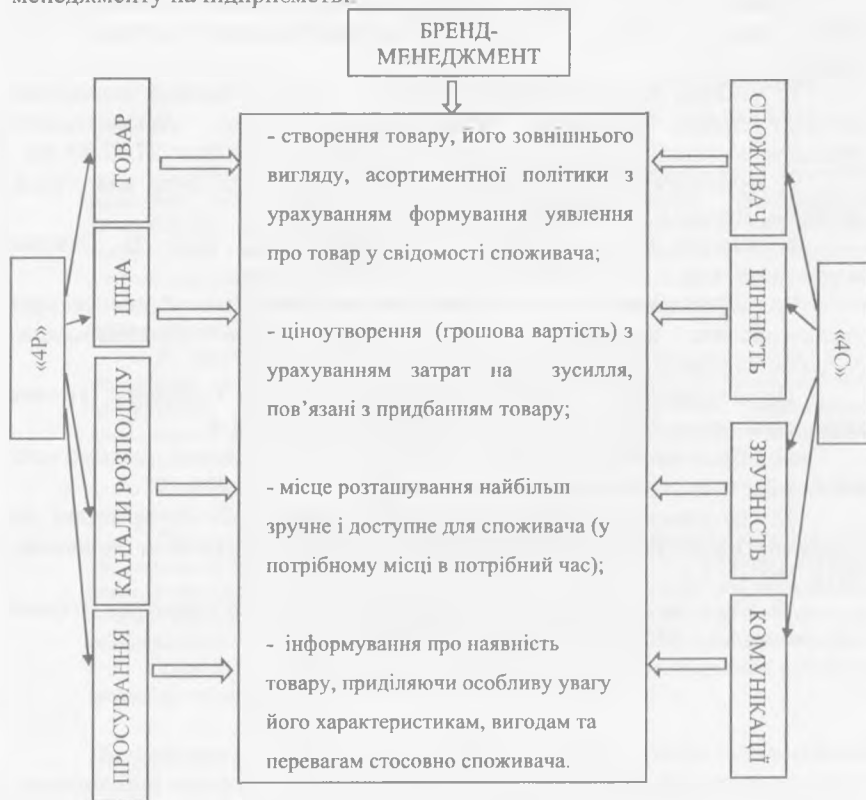 менеджменту на підприємстві.
БРЕНД-
МЕНЕДЖМЕНТ
«4Р»
ТОВАР
ЦІНА
КАНАЛИ РОЗПОДІЛУ
ПРОСУВАННЯ
- створення товару, його зовнішнього
вигляду, асортиментної політики з
урахуванням формування уявлення
про товар у свідомості споживача;
- ціноутворення (грошова вартість) з
урахуванням затрат на зусилля,
пов’язані з придбанням товару;
- місце розташування найбільш
зручне і доступне для споживача (у
потрібному місці в потрібний час);
- інформування про наявність
товару, приділяючи особливу увагу
його характеристикам, вигодам та
перевагам стосовно споживача.
СПОЖИВАЧ
ЦІННІСТЬ
ЗРУЧНІСТЬ
КОМУНІКАЦІЇ
«4С»